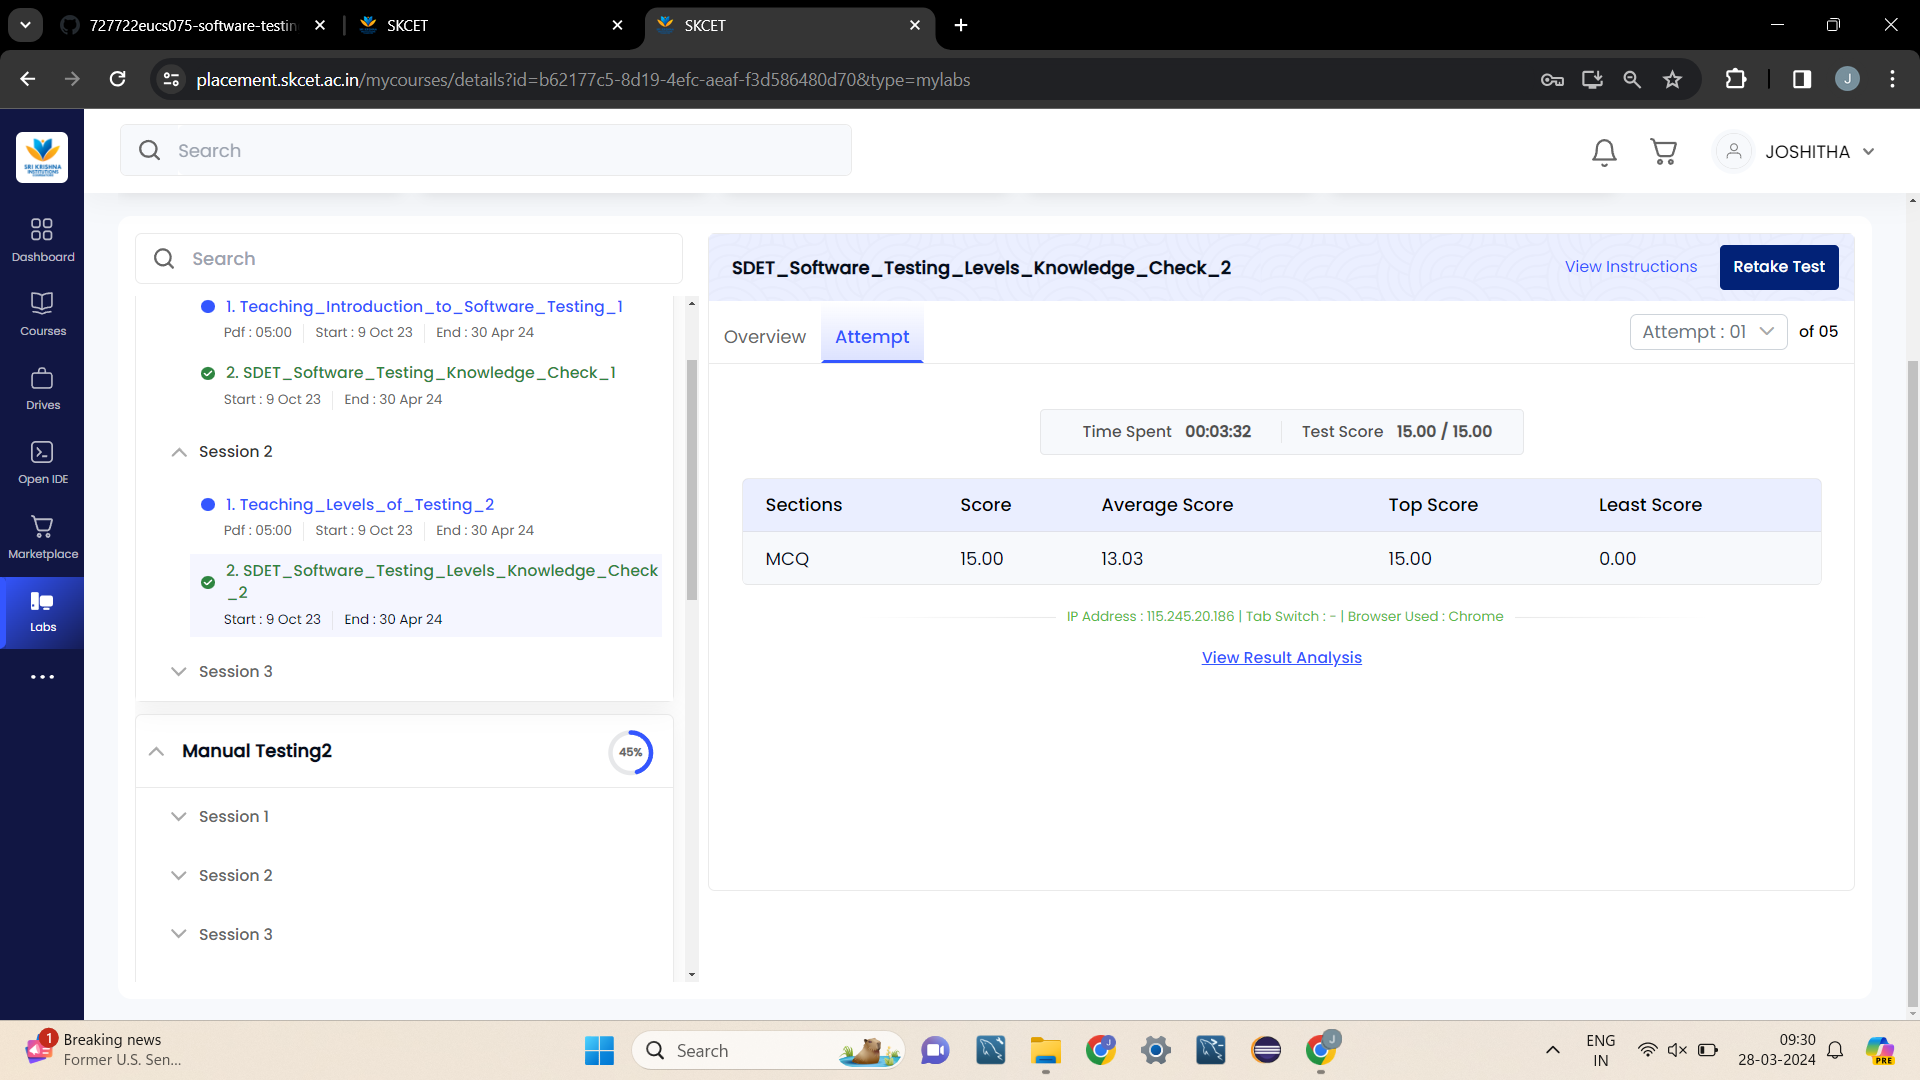 727722eucs075-software-testin
SKCET
SKCET
placement.skcet.ac.in/mycourses/details?id=b62177c5-8d19-4efc-aeaf-f3d586480d70&type=mylabs
J
SRI KRISHNA
INSTITUTIONS
Search
JOSHITHA
Dashboard
Courses
Drives
Open IDE
Marketplace
Labs
Search
1. Teaching_Introduction_to_Software_Testing_1
Pdf : 05:00 Start : 9 Oct 23 End : 30 Apr 24
2. SDET_Software_Testing_Knowledge_Check_1
Start : 9 Oct 23 End : 30 Apr 24
Session 2
1. Teaching_Levels_of_Testing_2
Pdf : 05:00 Start : 9 Oct 23 End : 30 Apr 24
2. SDET_Software_Testing_Levels_Knowledge_Check
_2
Start : 9 Oct 23 End : 30 Apr 24
Session 3
Manual Testing2
45%
Session 1
Session 2
Session 3
SDET_Software_Testing_Levels_Knowledge_Check_2
View Instructions
Retake Test
Overview
Attempt
Attempt : 01 of 05
Time Spent 00:03:32 Test Score 15.00 / 15.00
Sections Score Average Score Top Score Least Score
MCQ 15.00 13.03 15.00 0.00
IP Address : 115.245.20.186 | Tab Switch : - | Browser Used : Chrome
View Result Analysis
1
Breaking news
Former U.S. Sen...
Search
J
J
ENG
IN
09:30
28-03-2024
PRE